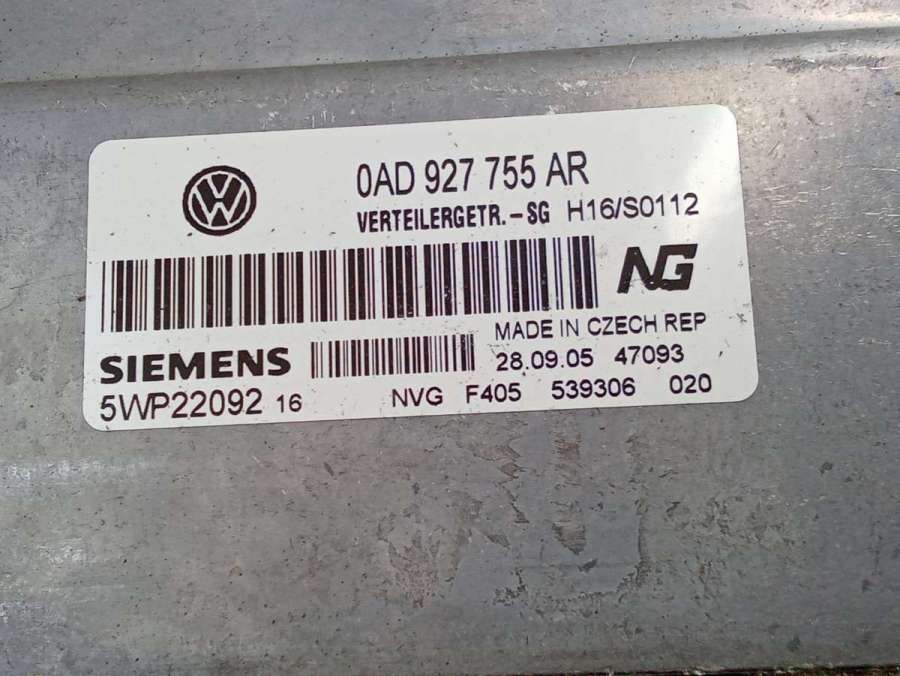 0AD 927 755 AR
VERTEILERGETR.-SG H16/S0112
NG
MADE IN CZECH REP
SIEMENS 28.09.05 47093
5WP22092 16 NVG F405 539306 020